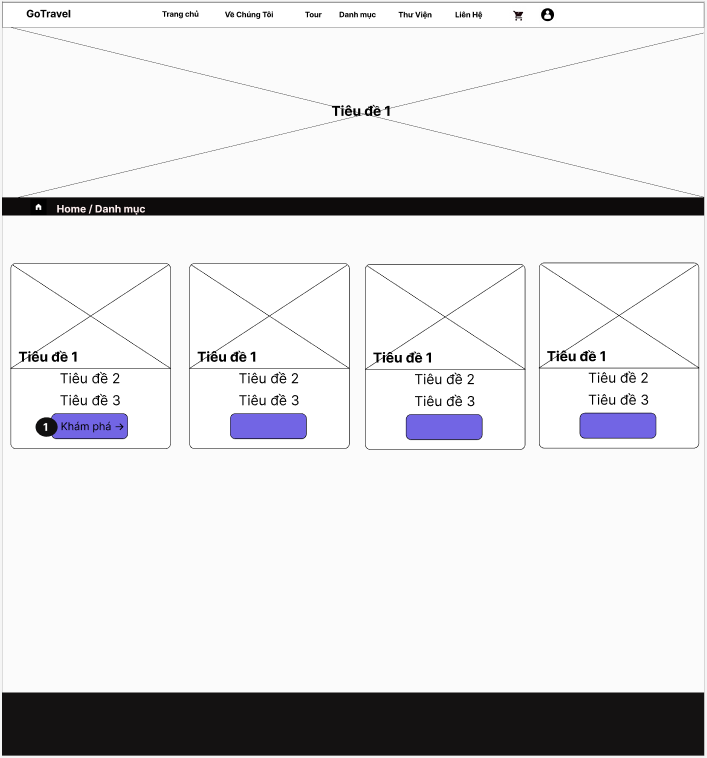 GoTravel Trang chủ Về Chúng Tôi Tour Danh mục Thư Viện Liên Hệ
Tiêu đề 1
Home / Danh mục
Tiêu đề 1 Tiêu đề 1 Tiêu đề 1 Tiêu đề 1
Tiêu đề 2 Tiêu đề 2 Tiêu đề 2 Tiêu đề 2
Tiêu đề 3 Tiêu đề 3 Tiêu đề 3 Tiêu đề 3
1 Khám phá →